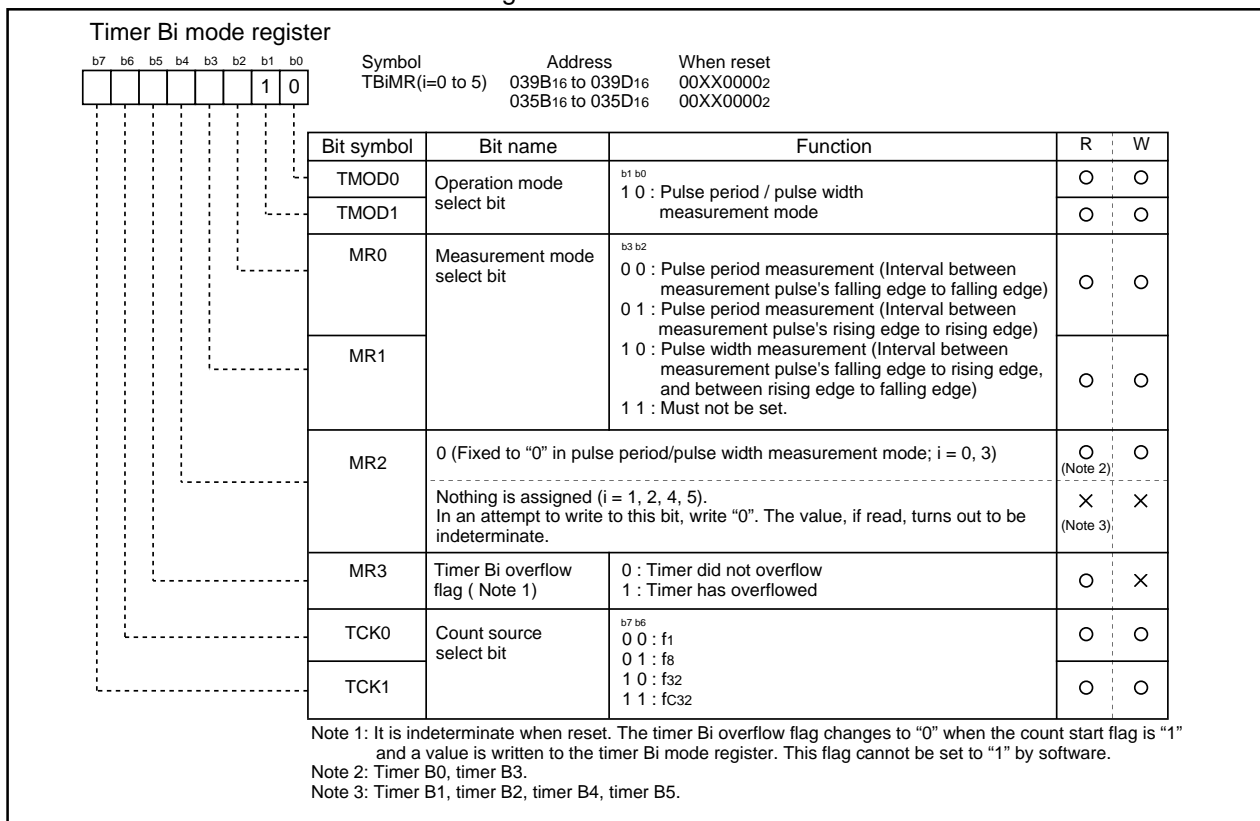 Timer Bi mode register
b7 b6 b5 b4 b3 b2 b1 b0
1 0
Symbol Address When reset
TBiMR(i=0 to 5) 039B16 to 039D16 00XX00002
035B16 to 035D16 00XX00002
Bit symbol Bit name Function R W
TMOD0 Operation mode select bit
b1 b0
1 0 : Pulse period / pulse width
measurement mode
TMOD1
MR0 Measurement mode
select bit
b3 b2
0 0 : Pulse period measurement (Interval between
measurement pulse's falling edge to falling edge)
0 1 : Pulse period measurement (Interval between
measurement pulse's rising edge to rising edge)
MR1
1 0 : Pulse width measurement (Interval between
measurement pulse's falling edge to rising edge,
and between rising edge to falling edge)
1 1 : Must not be set.
MR2
0 (Fixed to “0” in pulse period/pulse width measurement mode; i = 0, 3)
(Note 2)
Nothing is assigned (i = 1, 2, 4, 5).
In an attempt to write to this bit, write “0”. The value, if read, turns out to be
indeterminate.
(Note 3)
MR3 Timer Bi overflow
flag ( Note 1)
0 : Timer did not overflow
1 : Timer has overflowed
TCK0 Count source
select bit
b7 b6
0 0 : f1
0 1 : f8
TCK1
1 0 : f32
1 1 : fC32
Note 1: It is indeterminate when reset. The timer Bi overflow flag changes to “0” when the count start flag is “1”
and a value is written to the timer Bi mode register. This flag cannot be set to “1” by software.
Note 2: Timer B0, timer B3.
Note 3: Timer B1, timer B2, timer B4, timer B5.